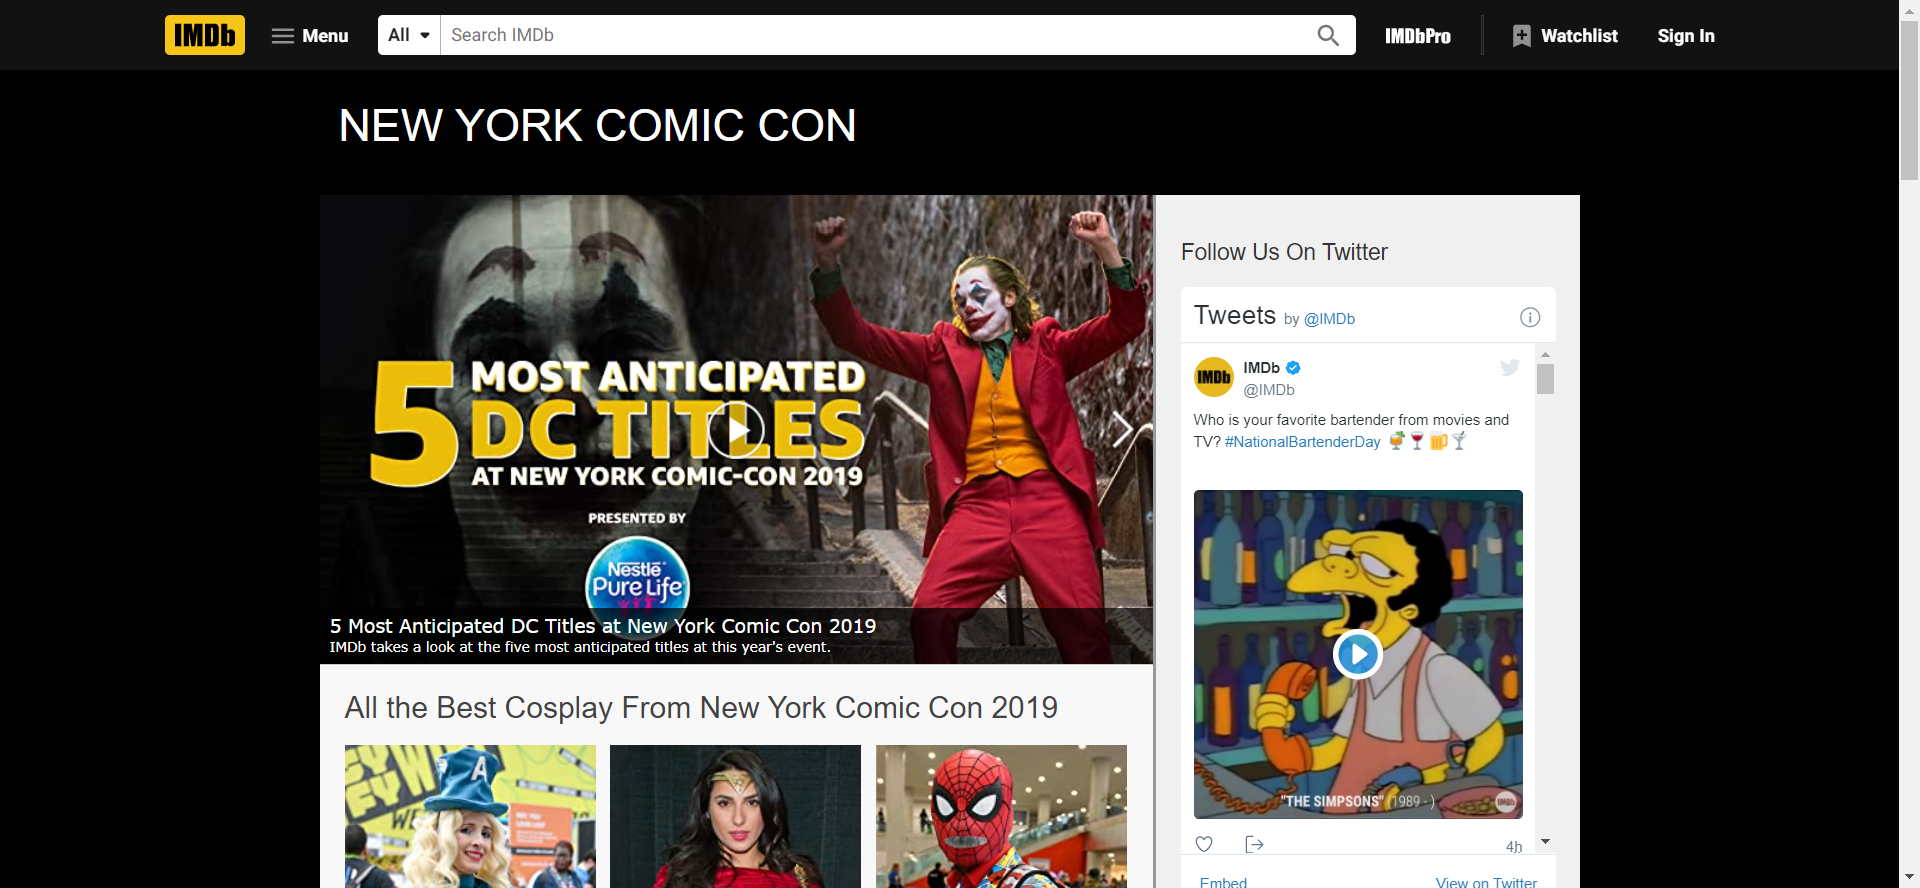 IMDb
Menu
All
Search IMDb
IMDbPro
Watchlist
Sign In
NEW YORK COMIC CON
5 MOST ANTICIPATED
DC TITLES
AT NEW YORK COMIC-CON 2019
PRESENTED BY
Nestlé
Pure Life
5 Most Anticipated DC Titles at New York Comic Con 2019
IMDb takes a look at the five most anticipated titles at this year's event.
All the Best Cosplay From New York Comic Con 2019
A
Follow Us On Twitter
Tweets by @IMDb
IMDb
IMDb
@IMDb
Who is your favorite bartender from movies and
TV? #NationalBartenderDay
"THE SIMPSONS" (1989 - )
IMDb
4h
Embed
View on Twitter